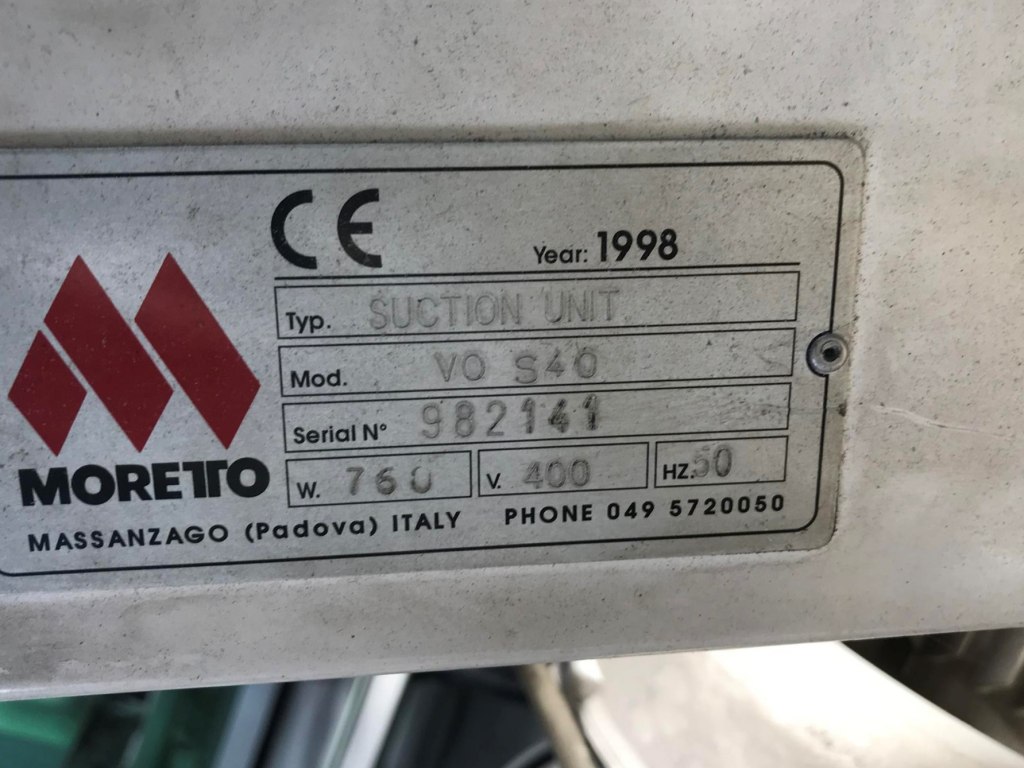 CE
Year: 1998
Typ. SUCTION UNIT
Mod. VO S40
Serial N° 982141
W. 760 V. 400 HZ. 50
MORETTO
MASSANZAGO (Padova) ITALY PHONE 049 5720050